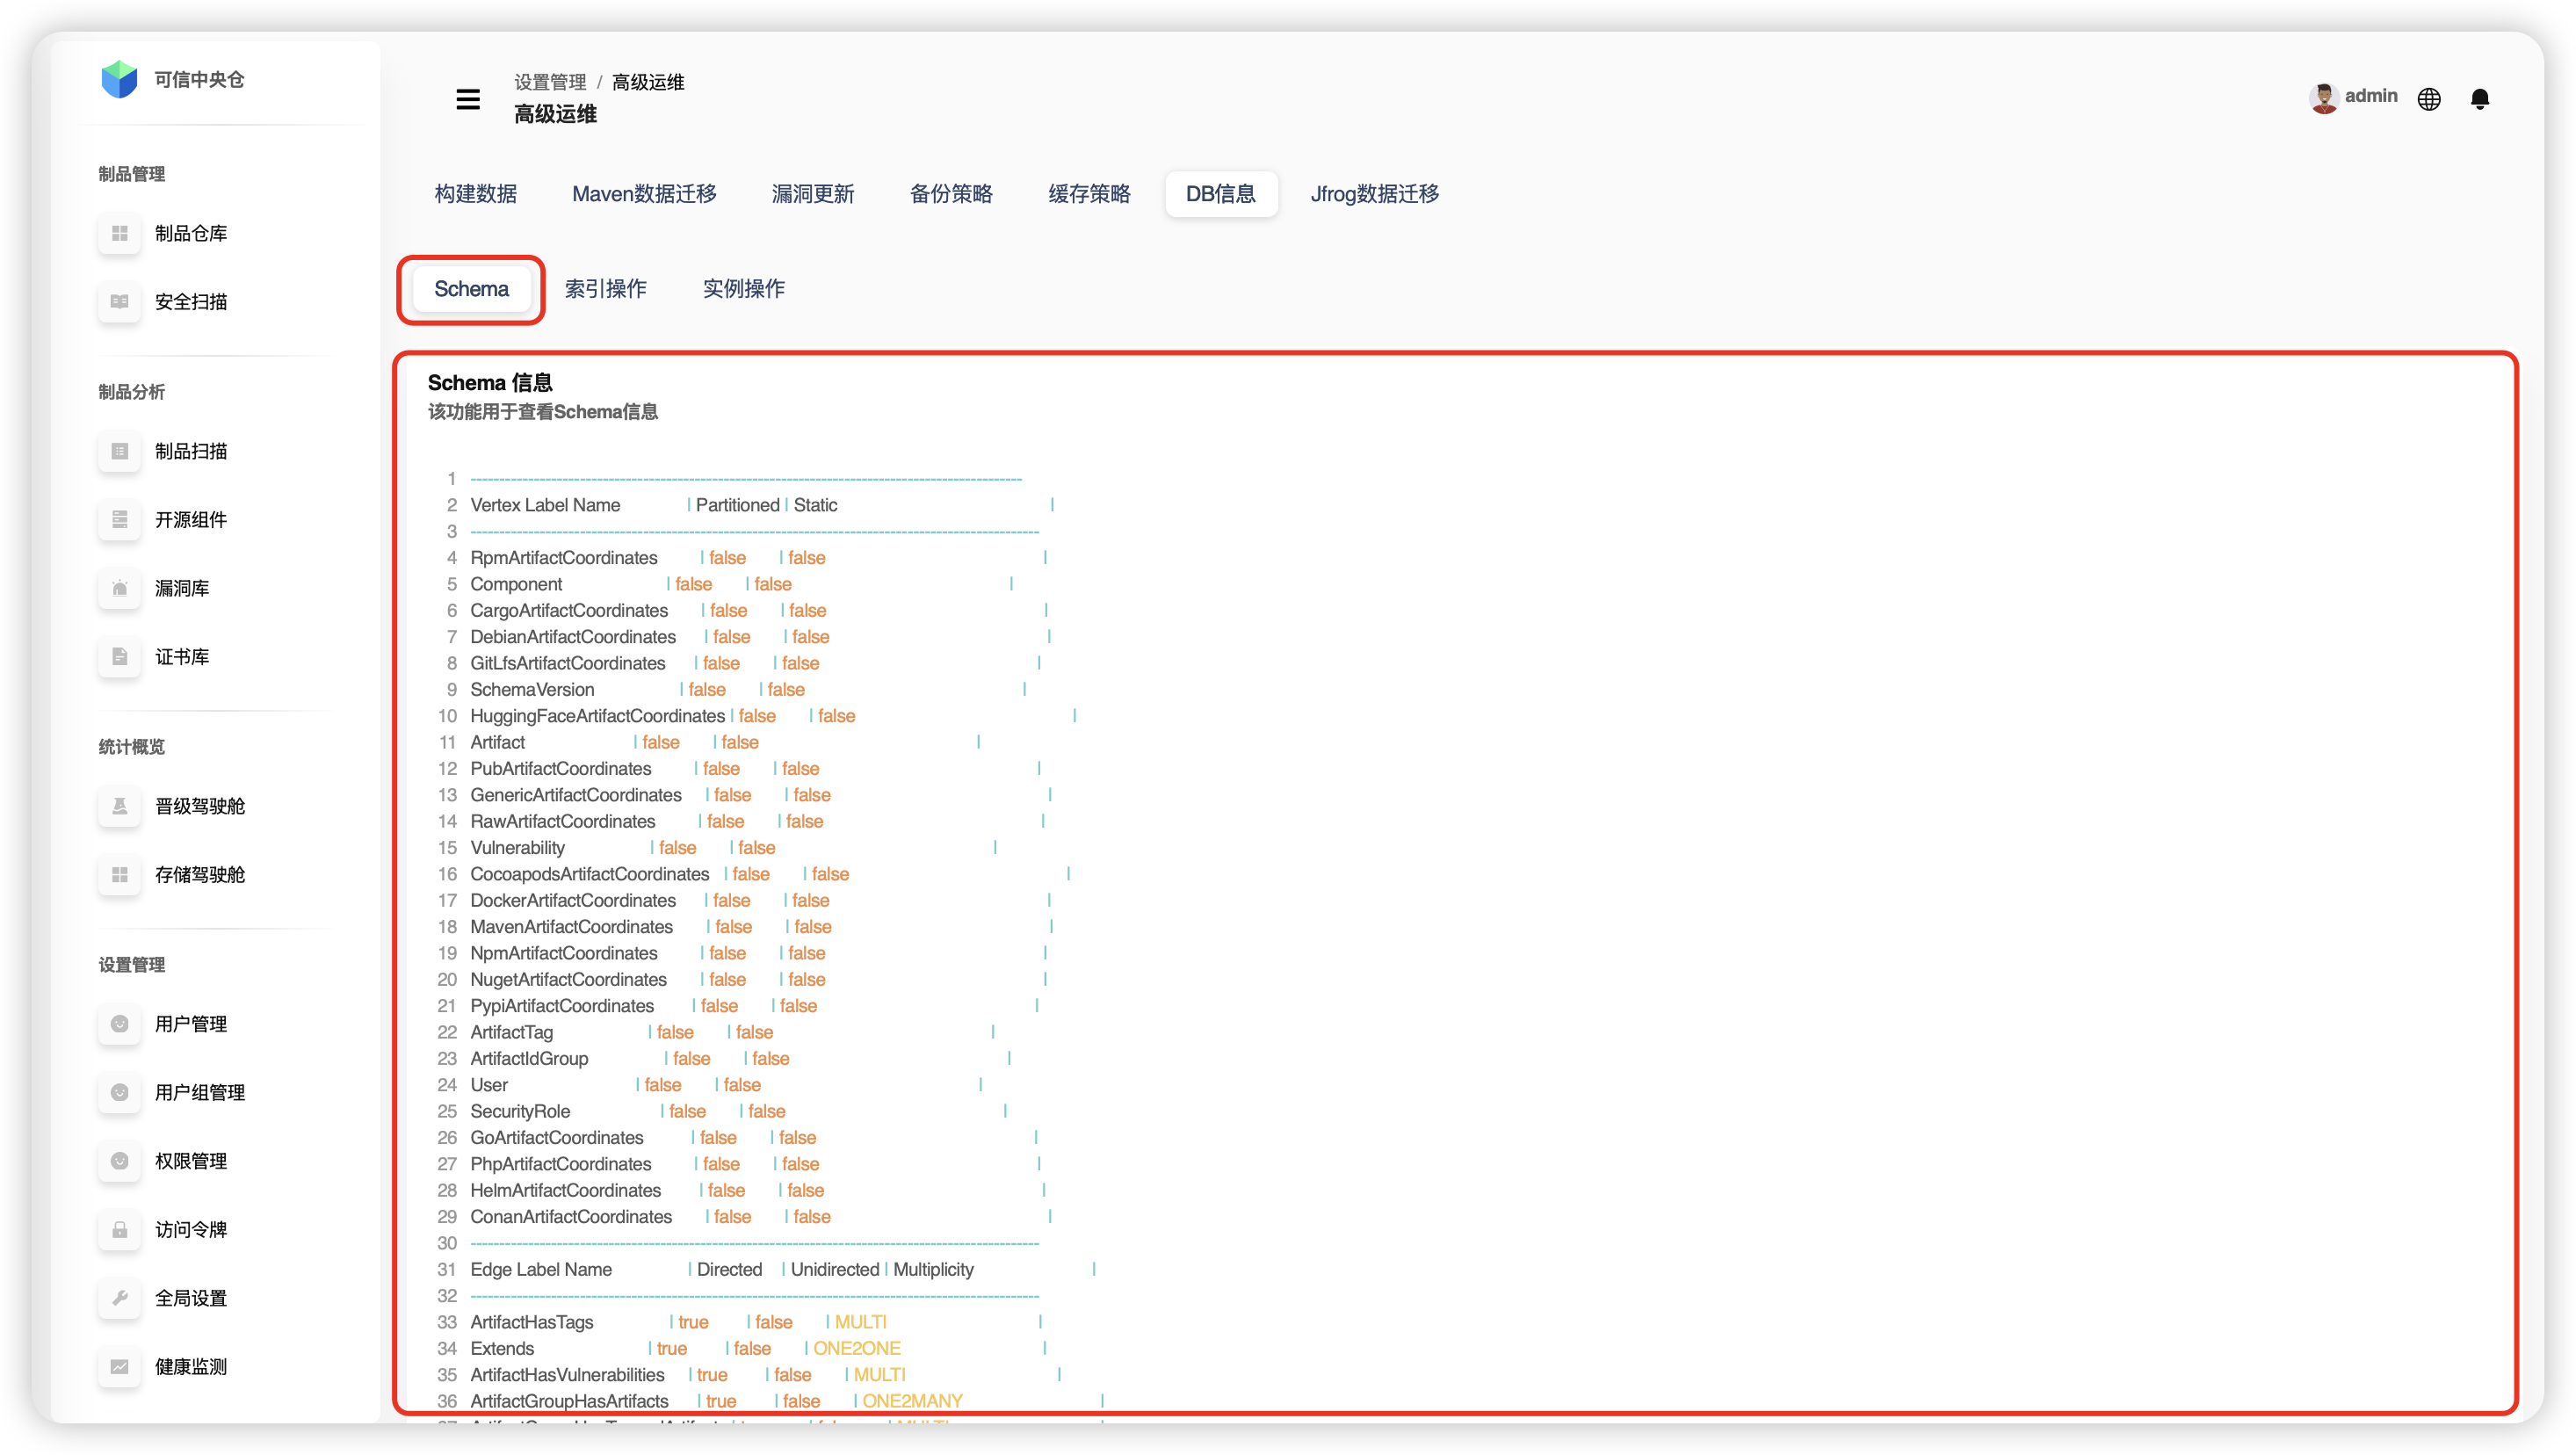 可信中央仓
制品管理
制品仓库
安全扫描
制品分析
制品扫描
开源组件
漏洞库
证书库
统计概览
晋级驾驶舱
存储驾驶舱
设置管理
用户管理
用户组管理
权限管理
访问令牌
全局设置
健康监测
设置管理 / 高级运维
高级运维
admin
构建数据 Maven数据迁移 漏洞更新 备份策略 缓存策略 DB信息 Jfrog数据迁移
Schema 索引操作 实例操作
Schema 信息
该功能用于查看Schema信息
1 ---------------------------------------------------------------------------------------------------
2 Vertex Label Name | Partitioned | Static |
3 ---------------------------------------------------------------------------------------------------
4 RpmArtifactCoordinates | false | false |
5 Component | false | false |
6 CargoArtifactCoordinates | false | false |
7 DebianArtifactCoordinates | false | false |
8 GitLfsArtifactCoordinates | false | false |
9 SchemaVersion | false | false |
10 HuggingFaceArtifactCoordinates | false | false |
11 Artifact | false | false |
12 PubArtifactCoordinates | false | false |
13 GenericArtifactCoordinates | false | false |
14 RawArtifactCoordinates | false | false |
15 Vulnerability | false | false |
16 CocoapodsArtifactCoordinates | false | false |
17 DockerArtifactCoordinates | false | false |
18 MavenArtifactCoordinates | false | false |
19 NpmArtifactCoordinates | false | false |
20 NugetArtifactCoordinates | false | false |
21 PypiArtifactCoordinates | false | false |
22 ArtifactTag | false | false |
23 ArtifactIdGroup | false | false |
24 User | false | false |
25 SecurityRole | false | false |
26 GoArtifactCoordinates | false | false |
27 PhpArtifactCoordinates | false | false |
28 HelmArtifactCoordinates | false | false |
29 ConanArtifactCoordinates | false | false |
30 ---------------------------------------------------------------------------------------------------
31 Edge Label Name | Directed | Unidirected | Multiplicity |
32 ---------------------------------------------------------------------------------------------------
33 ArtifactHasTags | true | false | MULTI |
34 Extends | true | false | ONE2ONE |
35 ArtifactHasVulnerabilities | true | false | MULTI |
36 ArtifactGroupHasArtifacts | true | false | ONE2MANY |